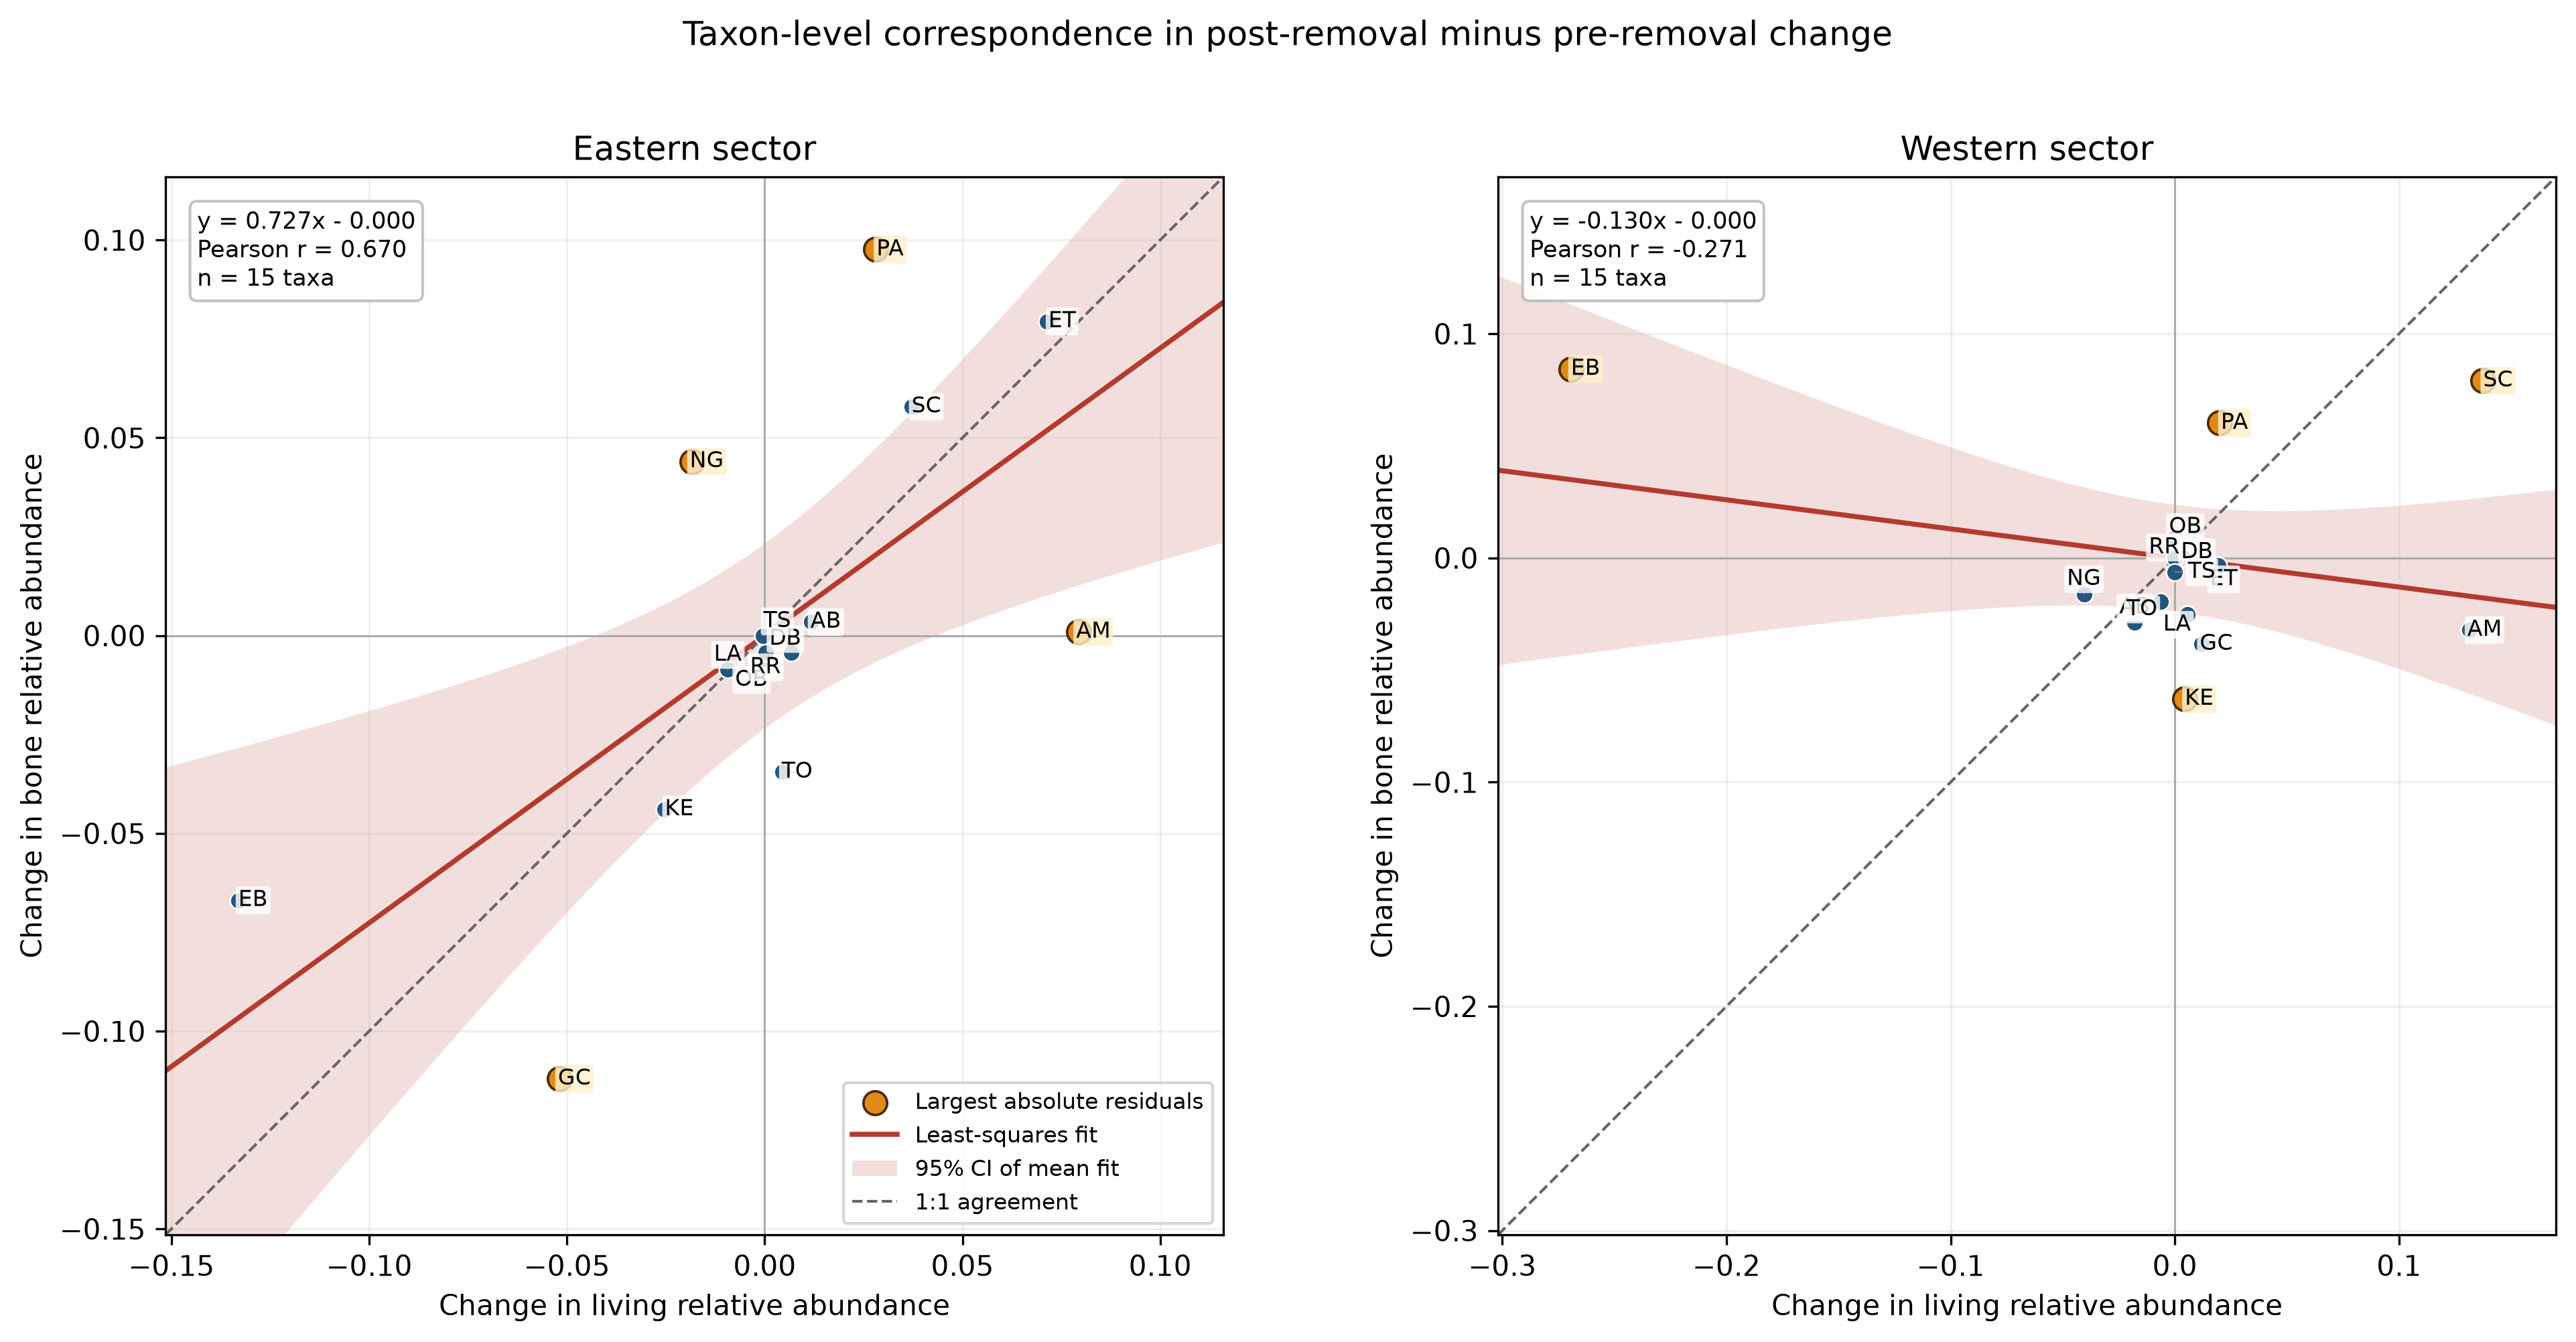 Taxon-level correspondence in post-removal minus pre-removal change
Eastern sector
y = 0.727x - 0.000
Pearson r = 0.670
n = 15 taxa
PA
ET
SC
NG
TS
AB
AM
DB
LA
RR
OB
TO
KE
EB
GC
Largest absolute residuals
Least-squares fit
95% CI of mean fit
1:1 agreement
0.10
0.05
0.00
−0.05
−0.10
−0.15
−0.15
−0.10
−0.05
0.00
0.05
0.10
Change in bone relative abundance
Change in living relative abundance
Western sector
y = -0.130x - 0.000
Pearson r = -0.271
n = 15 taxa
EB
SC
PA
OB
RR
DB
TS
ET
NG
TO
LA
AM
GC
KE
0.1
0.0
−0.1
−0.2
−0.3
−0.3
−0.2
−0.1
0.0
0.1
Change in bone relative abundance
Change in living relative abundance